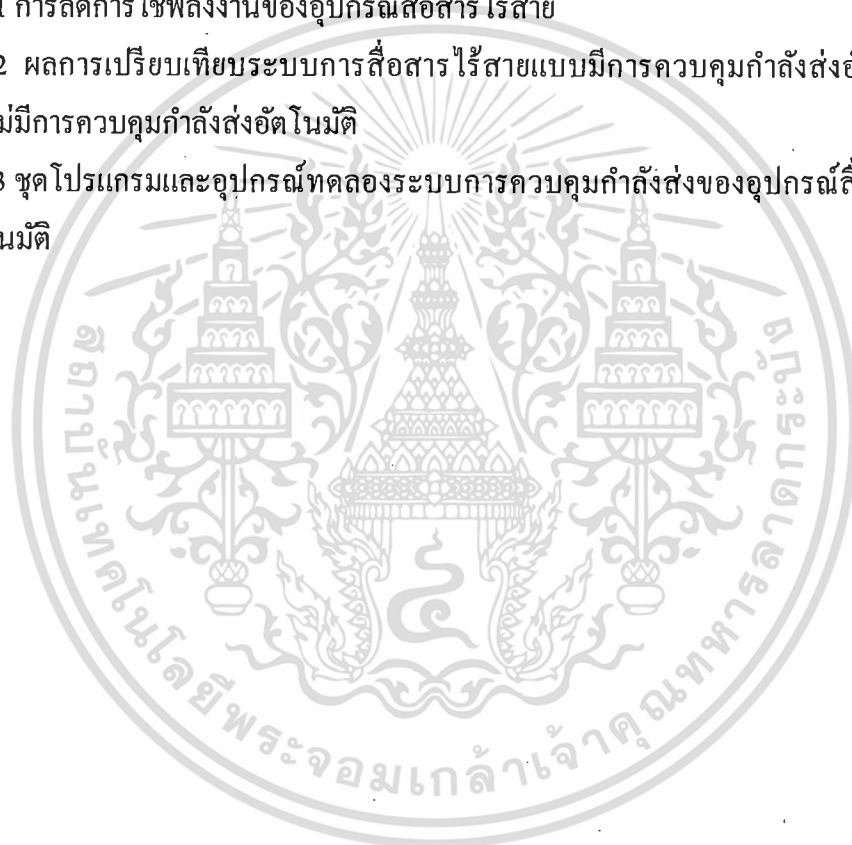 1 การลดการใช้พลังงานของอุปกรณ์สื่อสารไร้สาย
2 ผลการเปรียบเทียบระบบการสื่อสารไร้สายแบบมีการควบคุมกำลังส่งอั
ม่มีการควบคุมกำลังส่งอัตโนมัติ
3 ชุดโปรแกรมและอุปกรณ์ทดลองระบบการควบคุมกำลังส่งของอุปกรณ์สื่
นมัติ
สถาบันเทคโนโลยีพระจอมเกล้าเจ้าคุณทหารลาดกระบัง